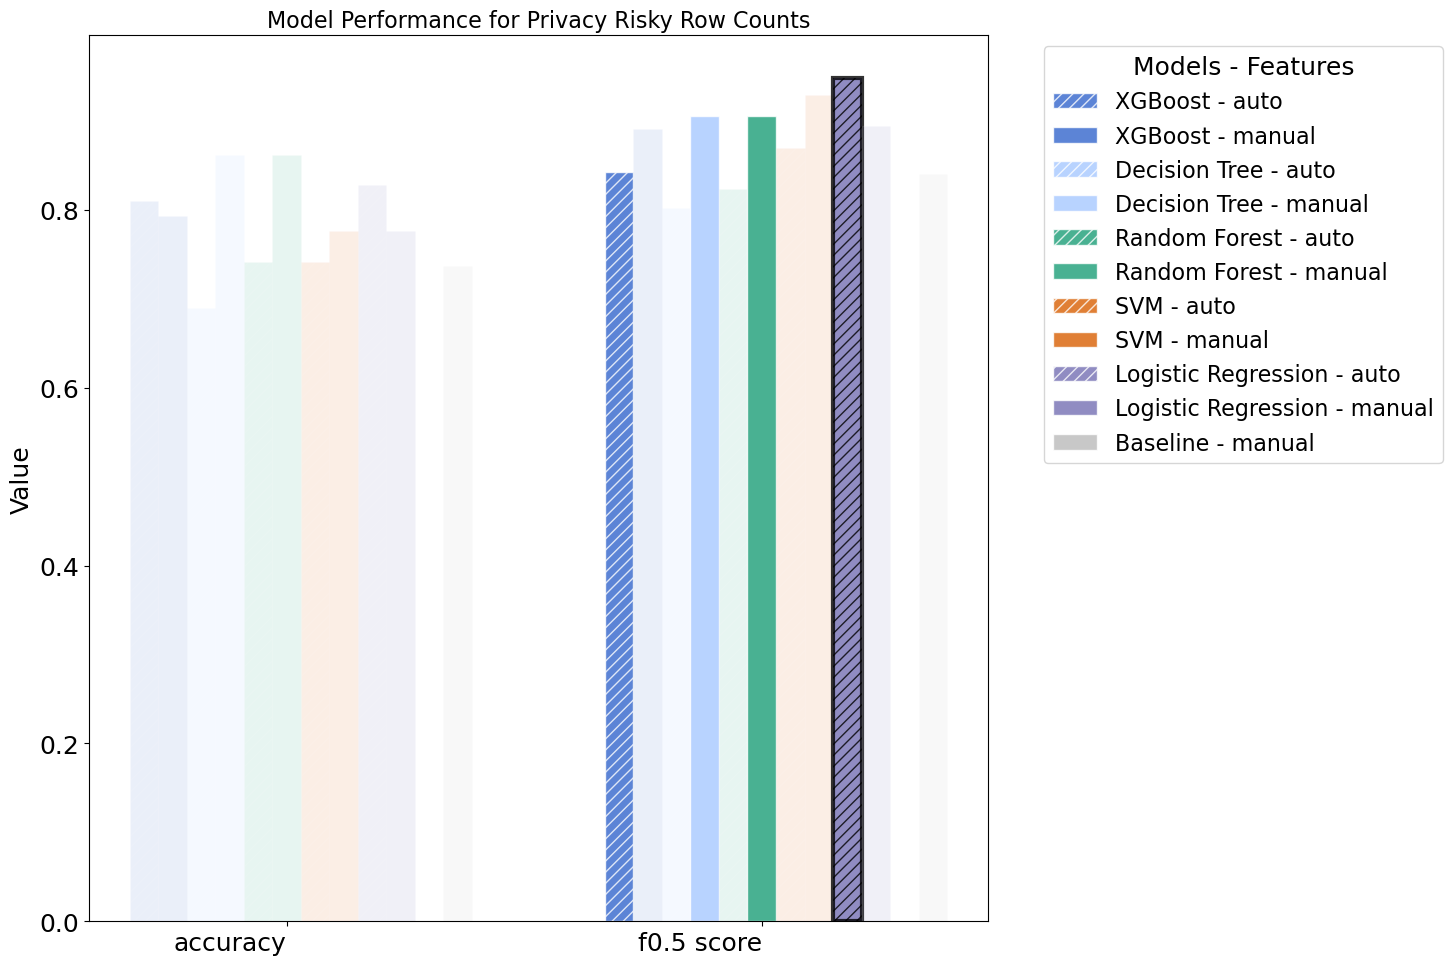 Model Performance for Privacy Risky Row Counts
Value
0.8
0.6
0.4
0.2
0.0
accuracy
f0.5 score
Models - Features
XGBoost - auto
XGBoost - manual
Decision Tree - auto
Decision Tree - manual
Random Forest - auto
Random Forest - manual
SVM - auto
SVM - manual
Logistic Regression - auto
Logistic Regression - manual
Baseline - manual